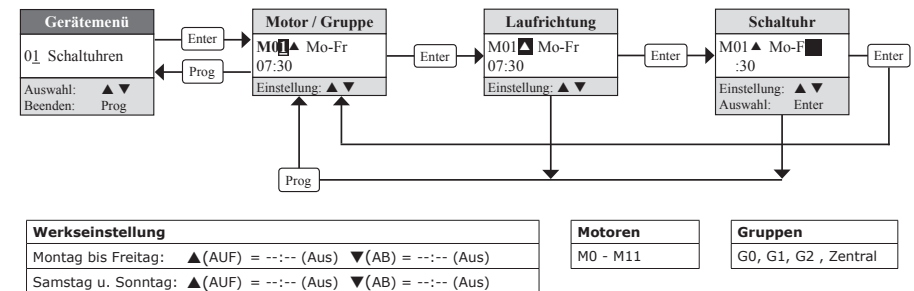 Gerätemenü
01 Schaltuhren
Auswahl: ▲ ▼
Beenden: Prog
Enter
Prog
Motor / Gruppe
M01▲ Mo-Fr
07:30
Einstellung: ▲ ▼
Enter
Laufrichtung
M01▲ Mo-Fr
07:30
Einstellung: ▲ ▼
Enter
Schaltuhr
M01▲ Mo-F
:30
Einstellung: ▲ ▼
Auswahl: Enter
Enter
Prog
Werkseinstellung
Montag bis Freitag: ▲(AUF) = --:-- (Aus) ▼(AB) = --:-- (Aus)
Samstag u. Sonntag: ▲(AUF) = --:-- (Aus) ▼(AB) = --:-- (Aus)
Motoren
M0 - M11
Gruppen
G0, G1, G2 , Zentral